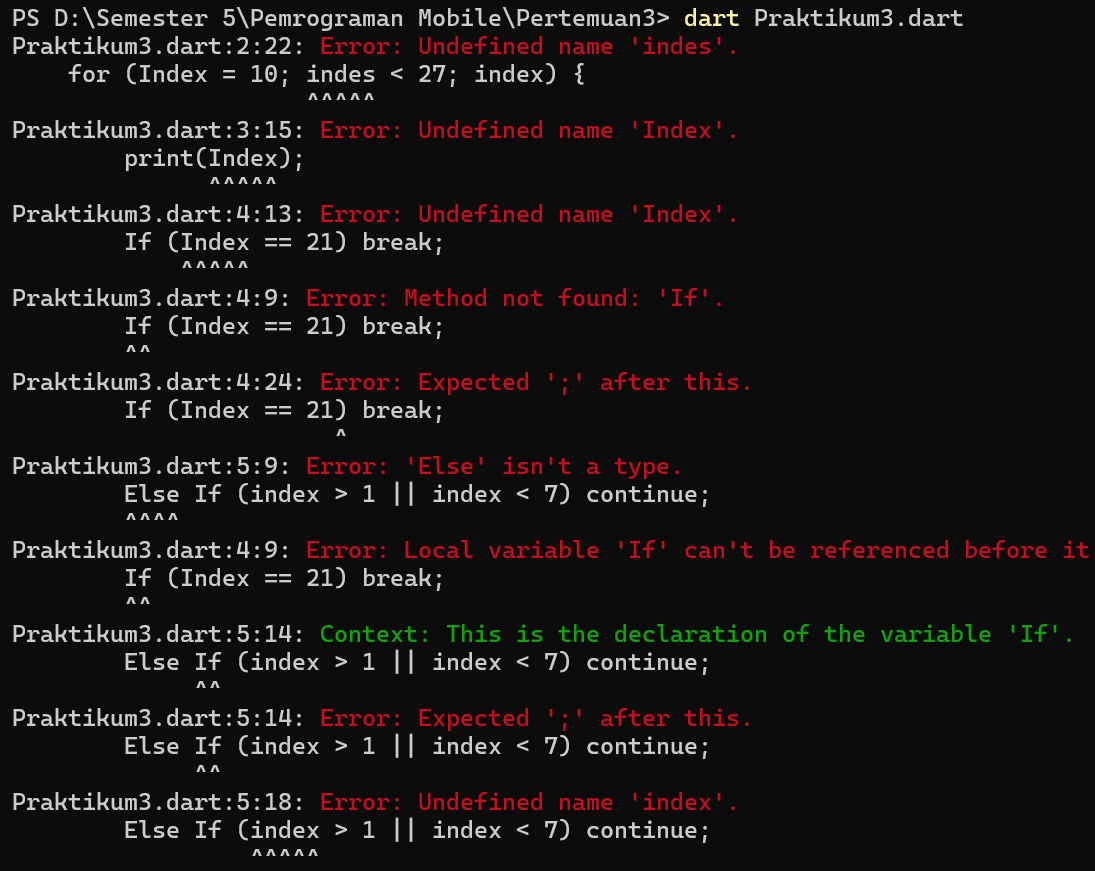 PS D:\Semester 5\Pemrograman Mobile\Pertemuan3> dart Praktikum3.dart
Praktikum3.dart:2:22: Error: Undefined name 'indes'.
    for (Index = 10; indes < 27; index) {
                     ^^^^^
Praktikum3.dart:3:15: Error: Undefined name 'Index'.
        print(Index);
              ^^^^^
Praktikum3.dart:4:13: Error: Undefined name 'Index'.
        If (Index == 21) break;
            ^^^^^
Praktikum3.dart:4:9: Error: Method not found: 'If'.
        If (Index == 21) break;
        ^^
Praktikum3.dart:4:24: Error: Expected ';' after this.
        If (Index == 21) break;
                       ^
Praktikum3.dart:5:9: Error: 'Else' isn't a type.
        Else If (index > 1 || index < 7) continue;
        ^^^^
Praktikum3.dart:4:9: Error: Local variable 'If' can't be referenced before it
        If (Index == 21) break;
        ^^
Praktikum3.dart:5:14: Context: This is the declaration of the variable 'If'.
        Else If (index > 1 || index < 7) continue;
             ^^
Praktikum3.dart:5:14: Error: Expected ';' after this.
        Else If (index > 1 || index < 7) continue;
             ^^
Praktikum3.dart:5:18: Error: Undefined name 'index'.
        Else If (index > 1 || index < 7) continue;
                 ^^^^^